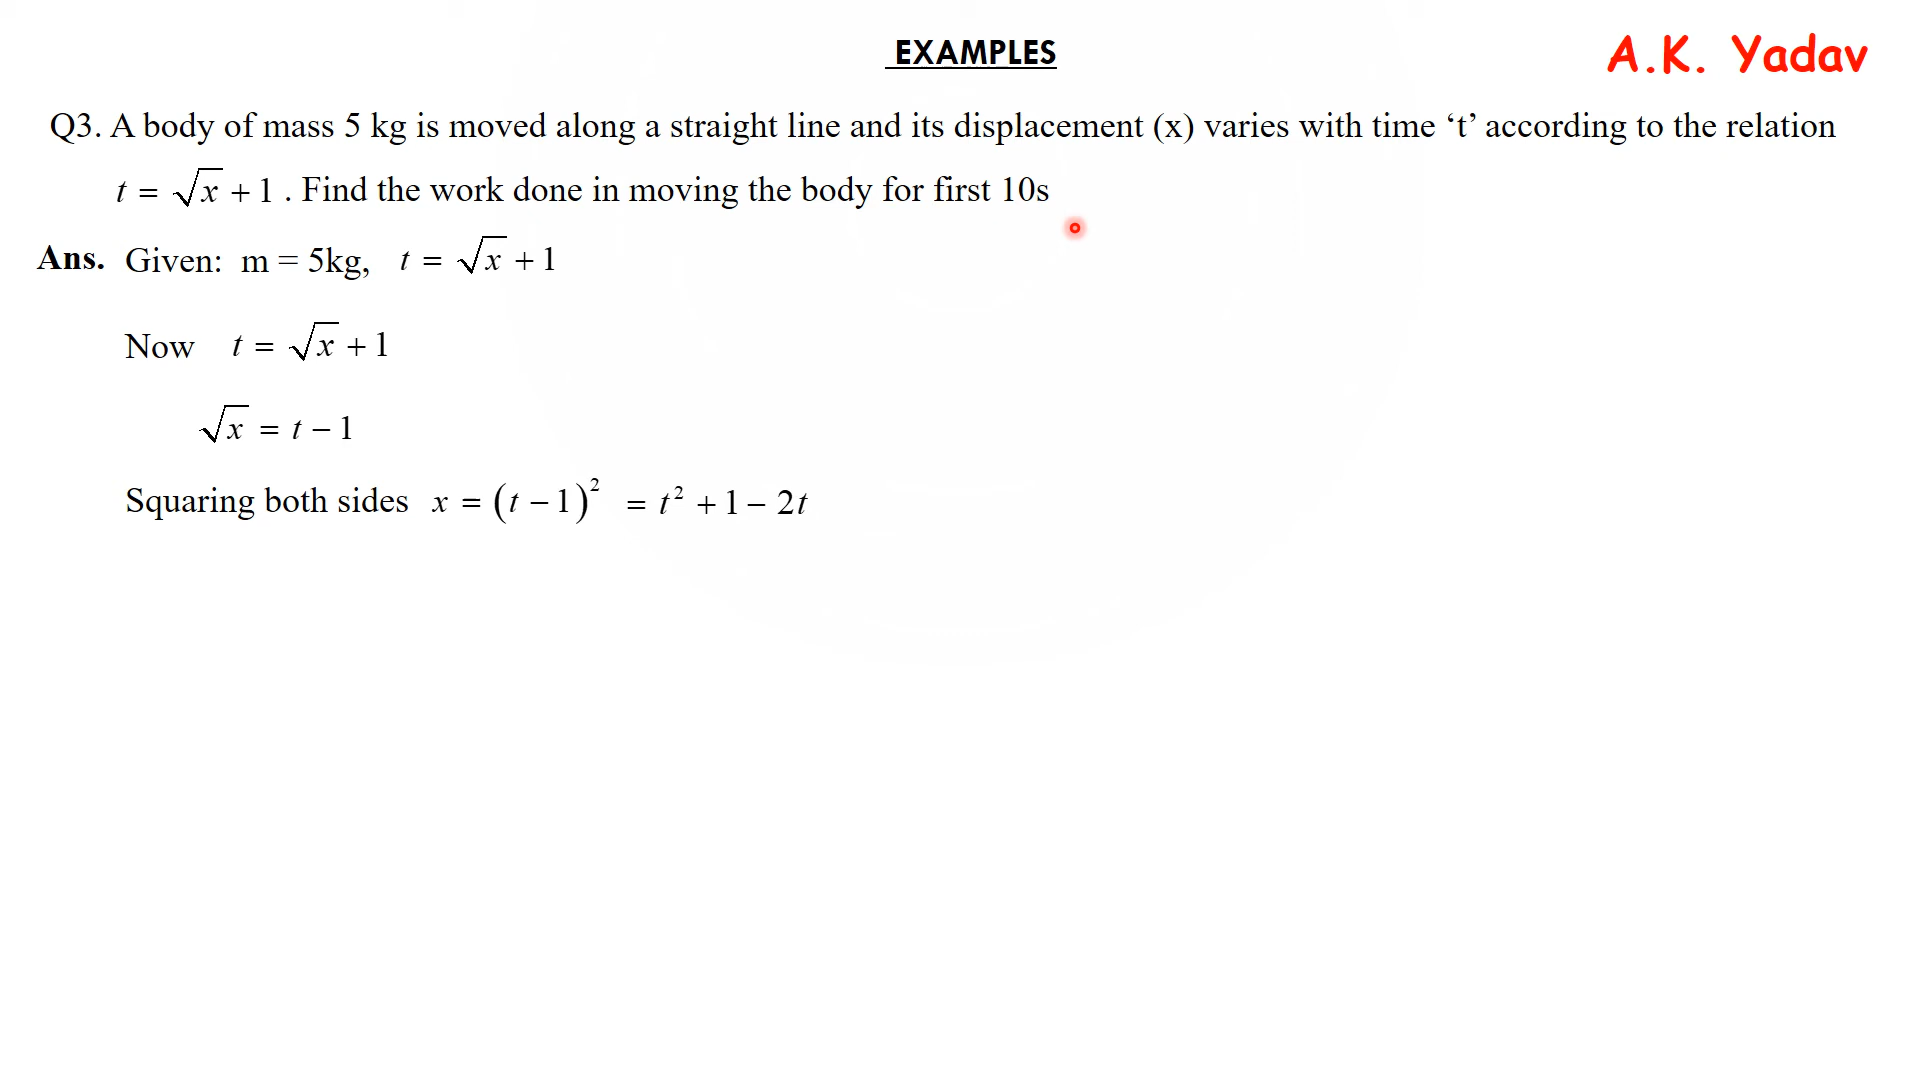 EXAMPLES
A.K. Yadav
Q3. A body of mass 5 kg is moved along a straight line and its displacement (x) varies with time ‘t’ according to the relation
t = √x + 1 . Find the work done in moving the body for first 10s
Ans. Given: m = 5kg, t = √x + 1
Now t = √x + 1
√x = t − 1
Squaring both sides x = (t − 1)² = t² + 1 − 2t